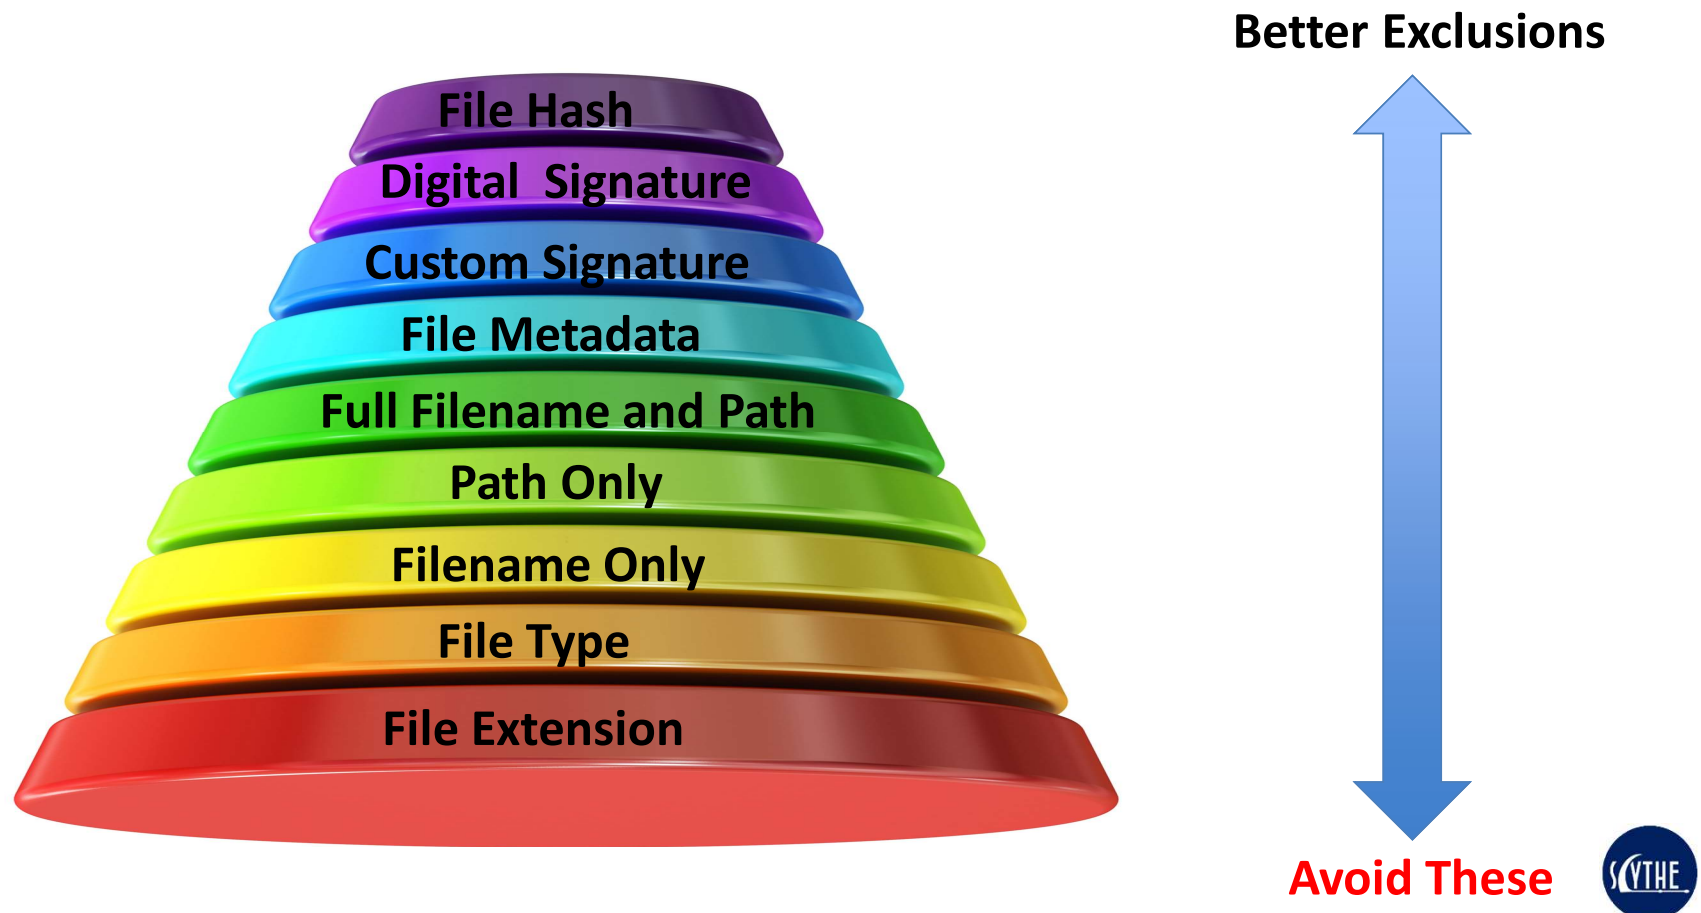 Better Exclusions
File Hash
Digital Signature
Custom Signature
File Metadata
Full Filename and Path
Path Only
Filename Only
File Type
File Extension
Avoid These
SCYTHE